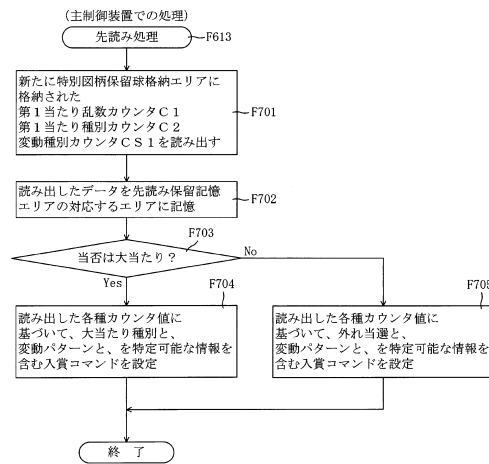 (主制御装置での処理)
先読み処理
F613
新たに特別図柄保留球格納エリアに
格納された
第1当たり乱数カウンタC1
第1当たり種別カウンタC2
変動種別カウンタCS1を読み出す
F701
読み出したデータを先読み保留記憶
エリアの対応するエリアに記憶
F702
当否は大当たり?
F703
No
Yes
F704
読み出した各種カウンタ値に
基づいて、大当たり種別と、
変動パターンと、を特定可能な情報を
含む入賞コマンドを設定
F705
読み出した各種カウンタ値に
基づいて、外れ当選と、
変動パターンと、を特定可能な情報を
含む入賞コマンドを設定
終了